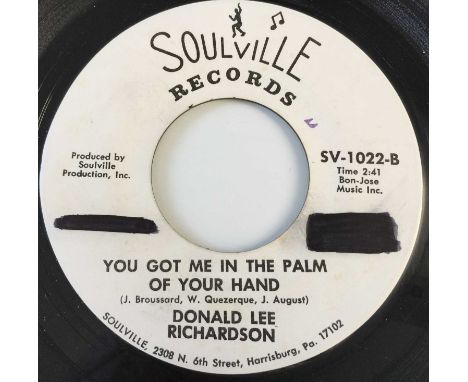 SOULVILLE
RECORDS
Produced by
Soulville
Production, Inc.
SV-1022-B
Time 2:41
Bon-Jose
Music Inc.
YOU GOT ME IN THE PALM
OF YOUR HAND
(J. Broussard, W. Quezerque, J. August)
DONALD LEE
RICHARDSON
SOULVILLE, 2308 N. 6th Street, Harrisburg, Pa. 17102